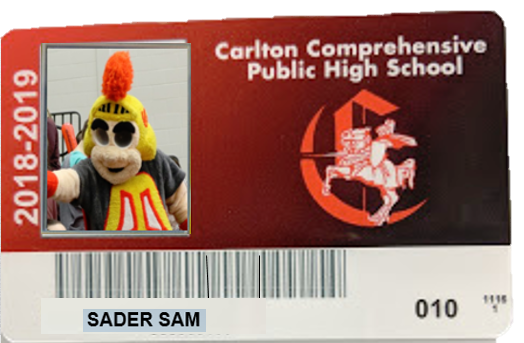 2018-2019
Carlton Comprehensive
Public High School
SADER SAM
010
1116
1